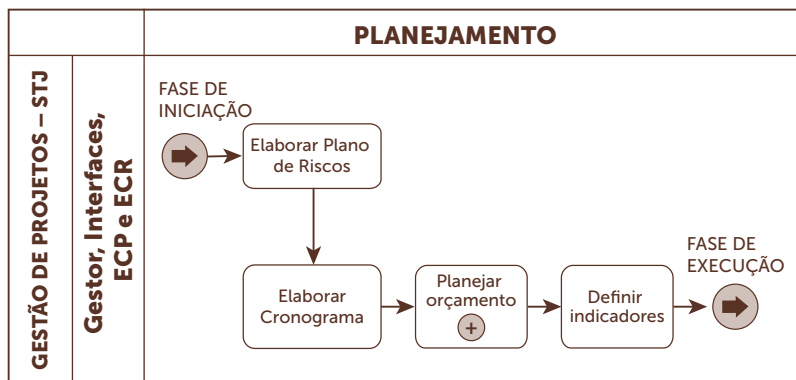 PLANEJAMENTO
GESTÃO DE PROJETOS – STJ
Gestor, Interfaces,
ECP e ECR
FASE DE
INICIAÇÃO
Elaborar Plano
de Riscos
Elaborar
Cronograma
Planejar
orçamento
+
Definir
indicadores
FASE DE
EXECUÇÃO